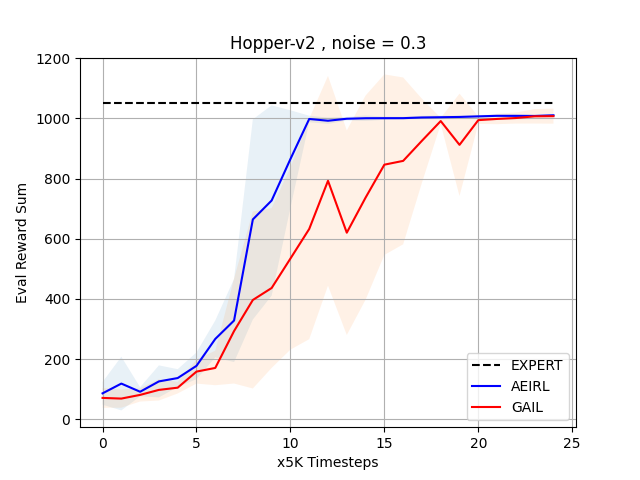 Hopper-v2 , noise = 0.3
Eval Reward Sum
1200
1000
800
600
400
200
0
0 5 10 15 20 25
x5K Timesteps
EXPERT
AEIRL
GAIL